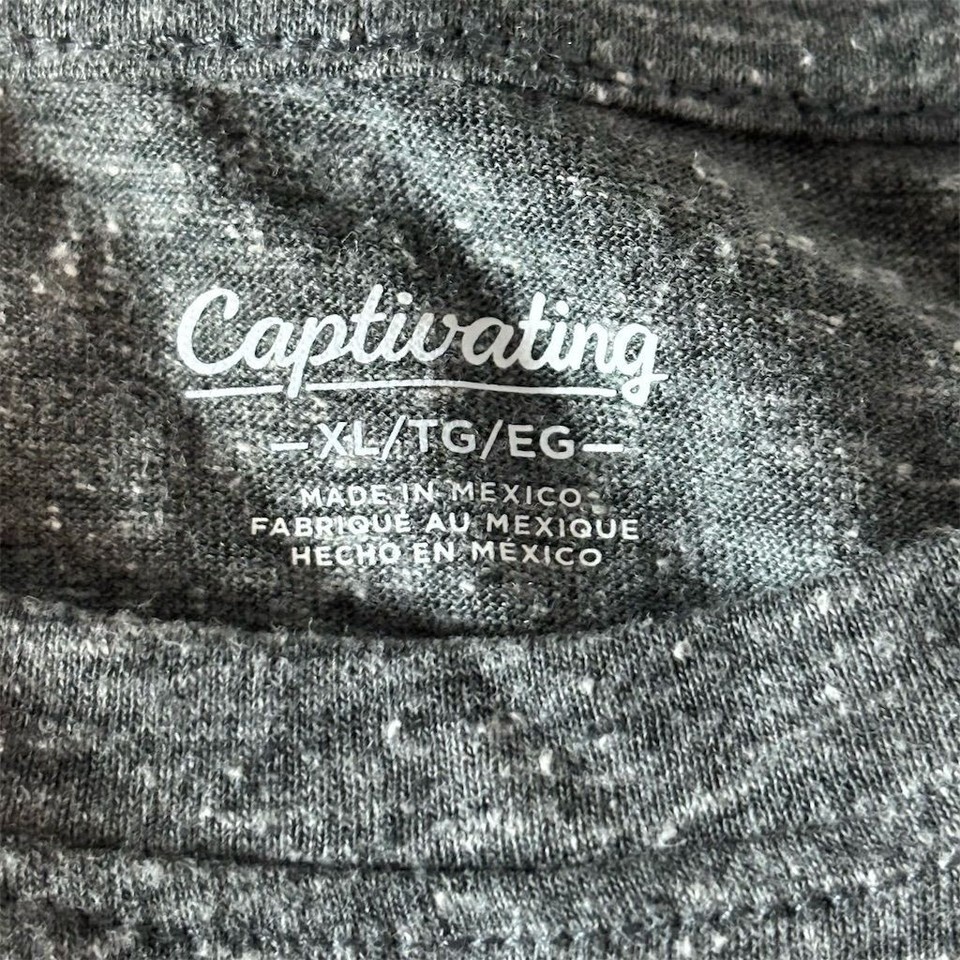 Captivating
—XL/TG/EG—
MADE IN MEXICO
FABRIQUÉ AU MEXIQUE
HECHO EN MÉXICO